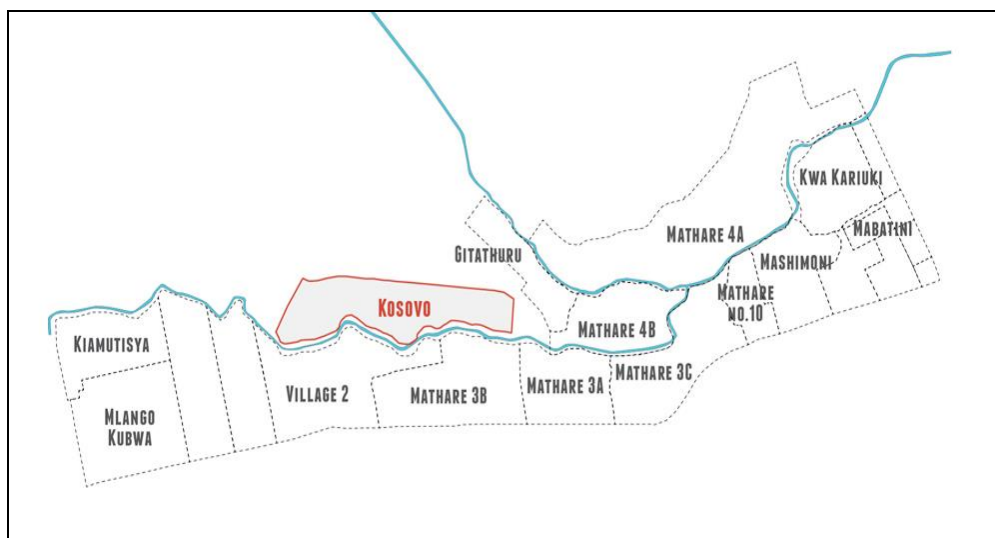 Kwa Kariuki
Mabatini
Mathare 4A
Gitathuru
Mashimoni
Mathare
no.10
Kosovo
Mathare 4B
Kiamutisya
Mathare 3C
Mathare 3A
Village 2
Mathare 3B
Mlango
Kubwa